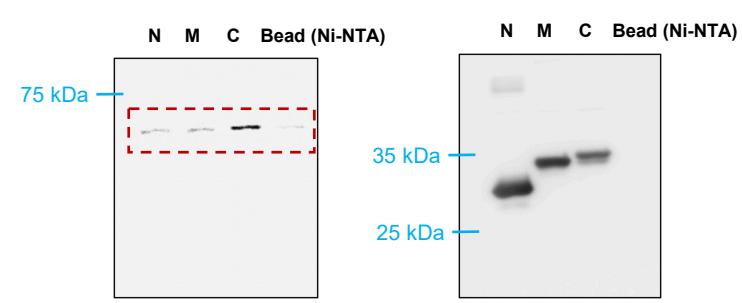 N M C Bead (Ni-NTA)
75 kDa
N M C Bead (Ni-NTA)
35 kDa
25 kDa